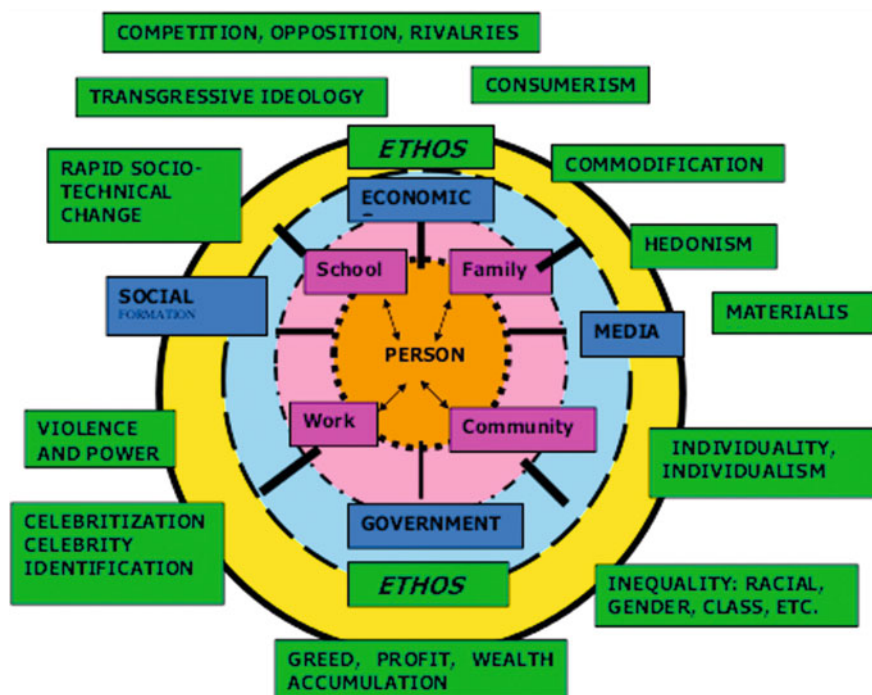 COMPETITION, OPPOSITION, RIVALRIES
CONSUMERISM
TRANSGRESSIVE IDEOLOGY
ETHOS
RAPID SOCIO-
TECHNICAL
CHANGE
COMMODIFICATION
ECONOMIC
HEDONISM
School
Family
SOCIAL
FORMATION
MATERIALIS
MEDIA
PERSON
Work
Community
VIOLENCE
AND POWER
INDIVIDUALITY,
INDIVIDUALISM
CELEBRITIZATION
CELEBRITY
IDENTIFICATION
GOVERNMENT
ETHOS
INEQUALITY: RACIAL,
GENDER, CLASS, ETC.
GREED, PROFIT, WEALTH
ACCUMULATION